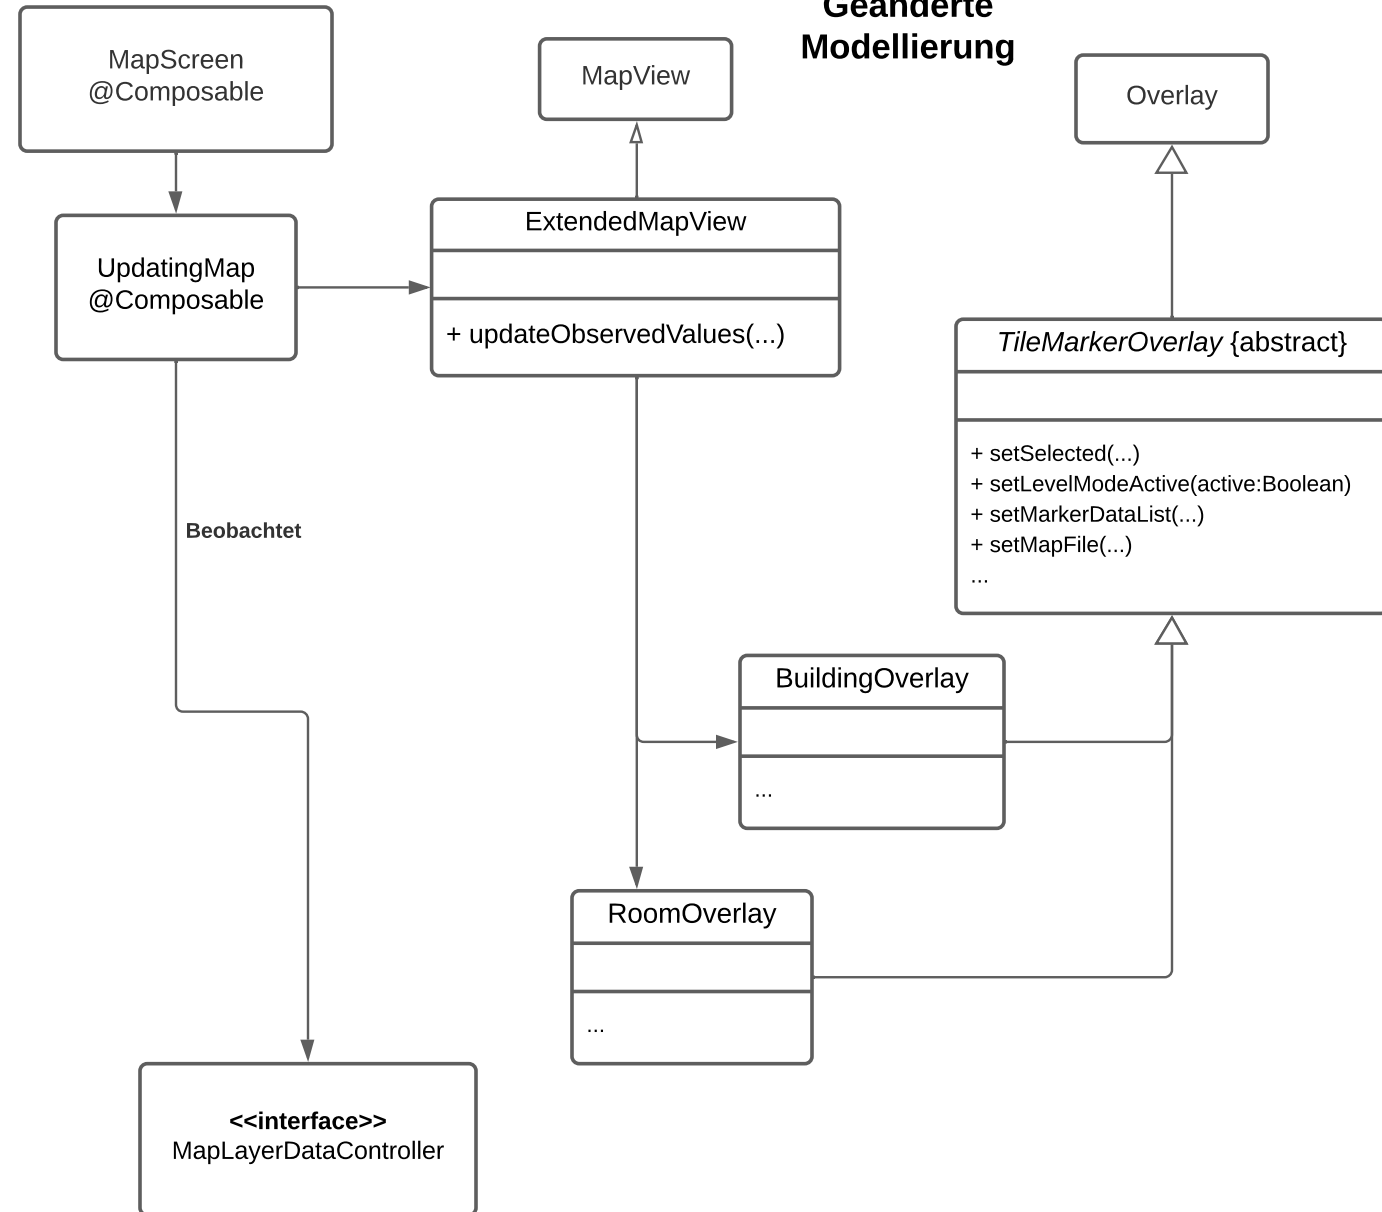 Geänderte
Modellierung
MapScreen
@Composable
MapView
Overlay
UpdatingMap
@Composable
ExtendedMapView
+ updateObservedValues(...)
TileMarkerOverlay {abstract}
+ setSelected(...)
+ setLevelModeActive(active:Boolean)
+ setMarkerDataList(...)
+ setMapFile(...)
...
Beobachtet
BuildingOverlay
...
RoomOverlay
...
<<interface>>
MapLayerDataController